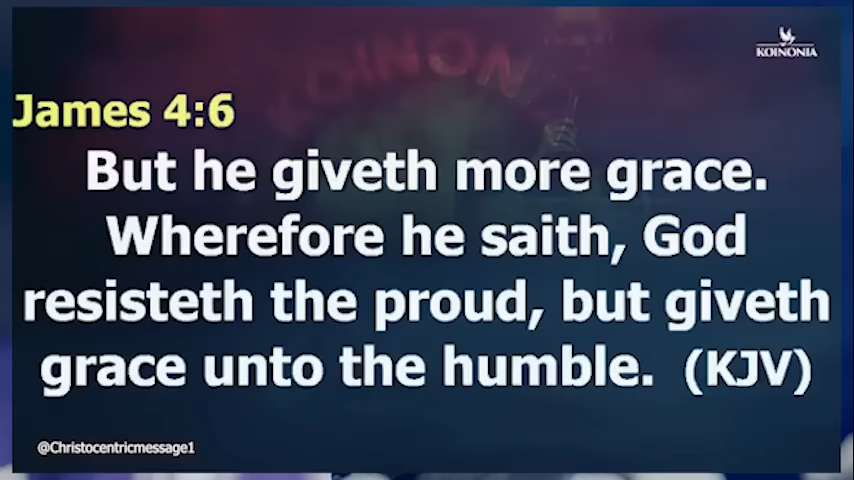 KOINONIA
KOINONIA
James 4:6
But he giveth more grace.
Wherefore he saith, God
resisteth the proud, but giveth
grace unto the humble. (KJV)
@Christocentricmessage1